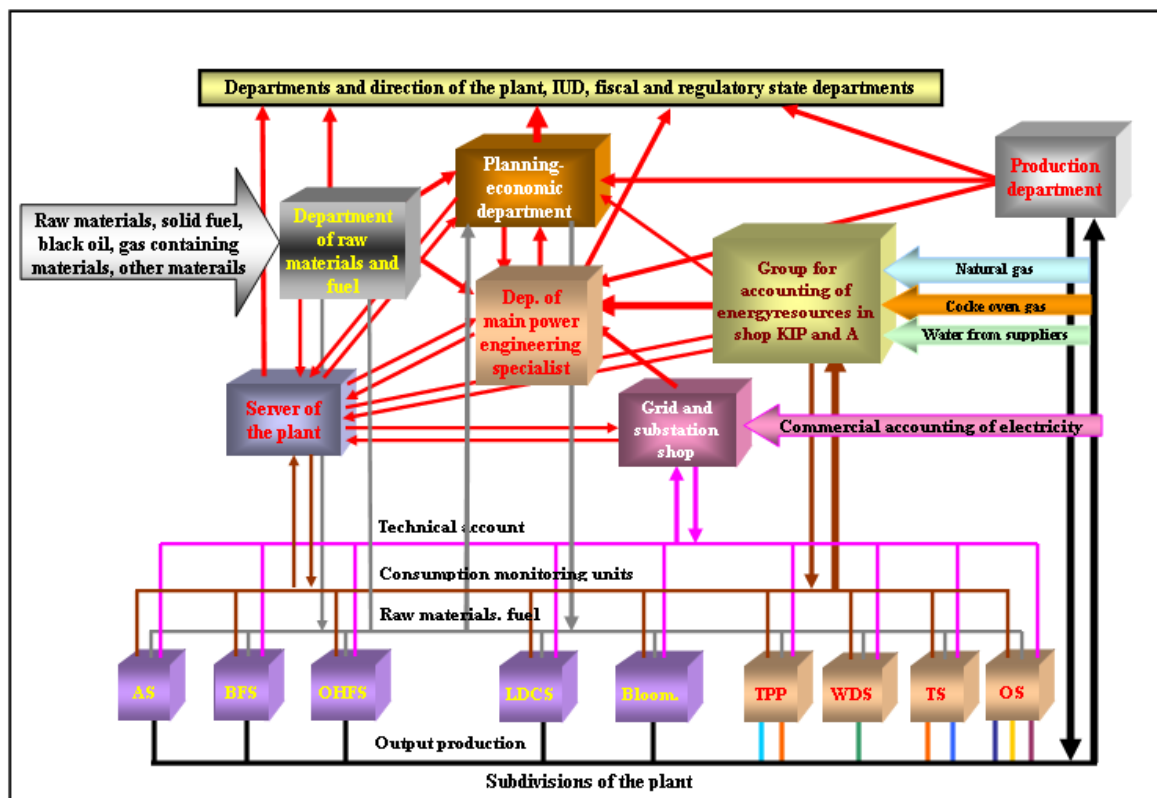 Departments and direction of the plant, IUD, fiscal and regulatory state departments
Planning-
economic
department
Production
department
Raw materials, solid fuel,
black oil, gas containing
materials, other materails
Department
of raw
materials and
fuel
Group for
accounting of
energyresources in
shop KIP and A
Natural gas
Cocke oven gas
Water from suppliers
Dep. of
main power
engineering
specialist
Server of
the plant
Grid and
substation
shop
Commercial accounting of electricity
Technical account
Consumption monitoring units
Raw materials. fuel
AS
BFS
OHFS
LDCS
Bloom.
TPP
WDS
TS
OS
Output production
Subdivisions of the plant